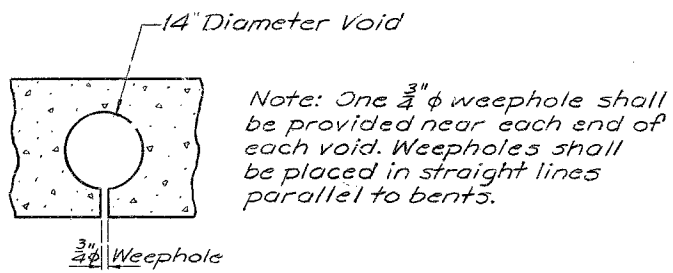 14" Diameter Void
Note: One 3/4" ϕ weephole shall
be provided near each end of
each void. Weepholes shall
be placed in straight lines
parallel to bents.
3/4" ϕ Weephole